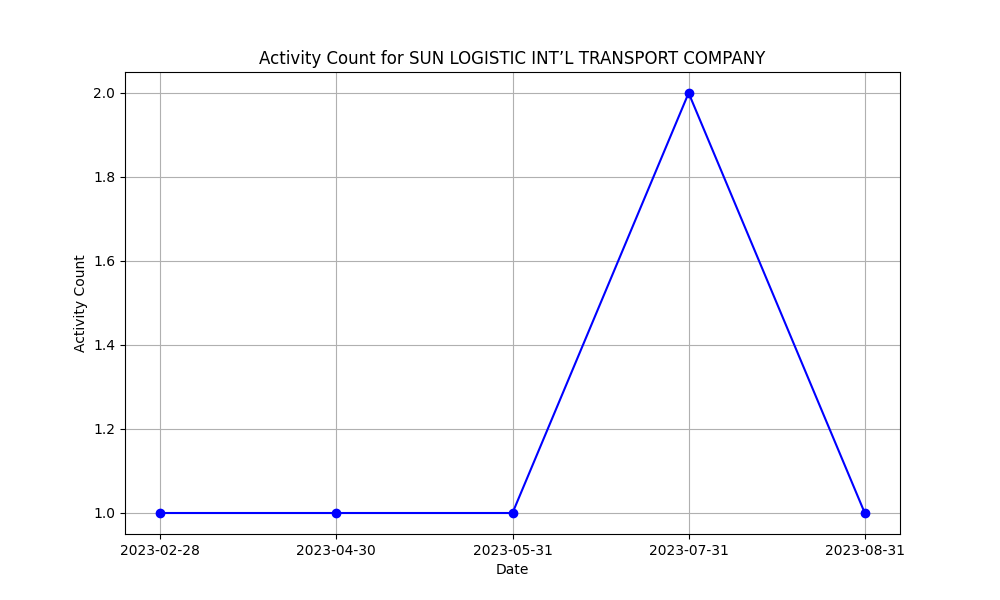 Activity Count for SUN LOGISTIC INT’L TRANSPORT COMPANY
2.0
1.8
1.6
1.4
1.2
1.0
Activity Count
2023-02-28 2023-04-30 2023-05-31 2023-07-31 2023-08-31
Date